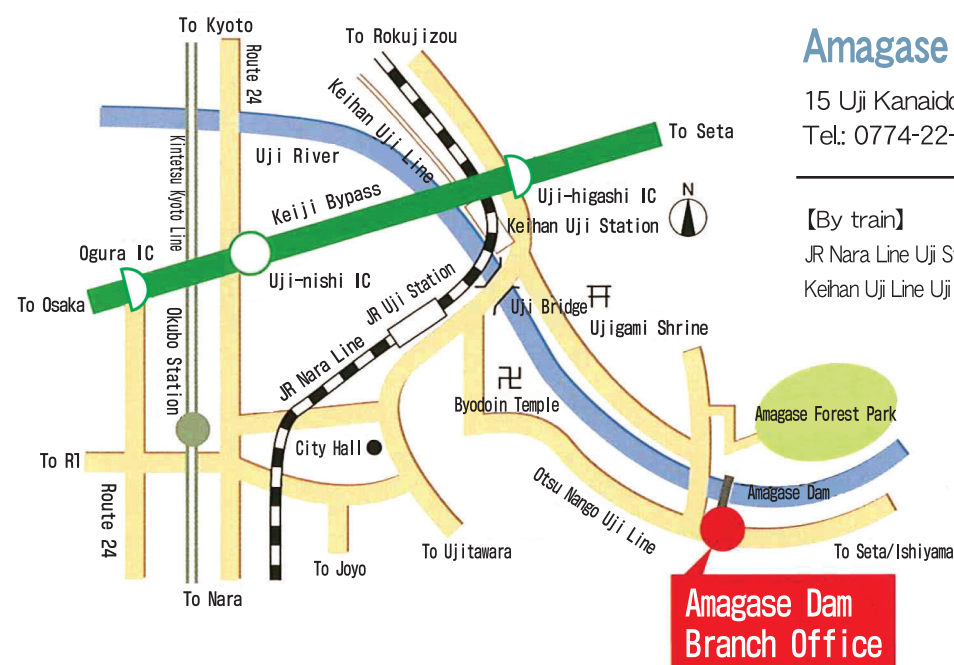 To Kyoto
To Rokujizou
Route 24
Amagase
15 Uji Kanaido
Tel.: 0774-22-
Keihan Uji Line
To Seta
Uji River
Kintetsu Kyoto Line
Keiji Bypass
Uji-higashi IC
N
Keihan Uji Station
【By train】
JR Nara Line Uji
Keihan Uji Line Uji
Ogura IC
Uji-nishi IC
To Osaka
JR Uji Station
Uji Bridge
Ujigami Shrine
Okubo Station
JR Nara Line
卍
Byodoin Temple
Amagase Forest Park
City Hall
To R1
Route 24
Otsu Nango Uji Line
Amagase Dam
To Ujitawara
To Seta/Ishiyama
To Joyo
To Nara
Amagase Dam
Branch Office